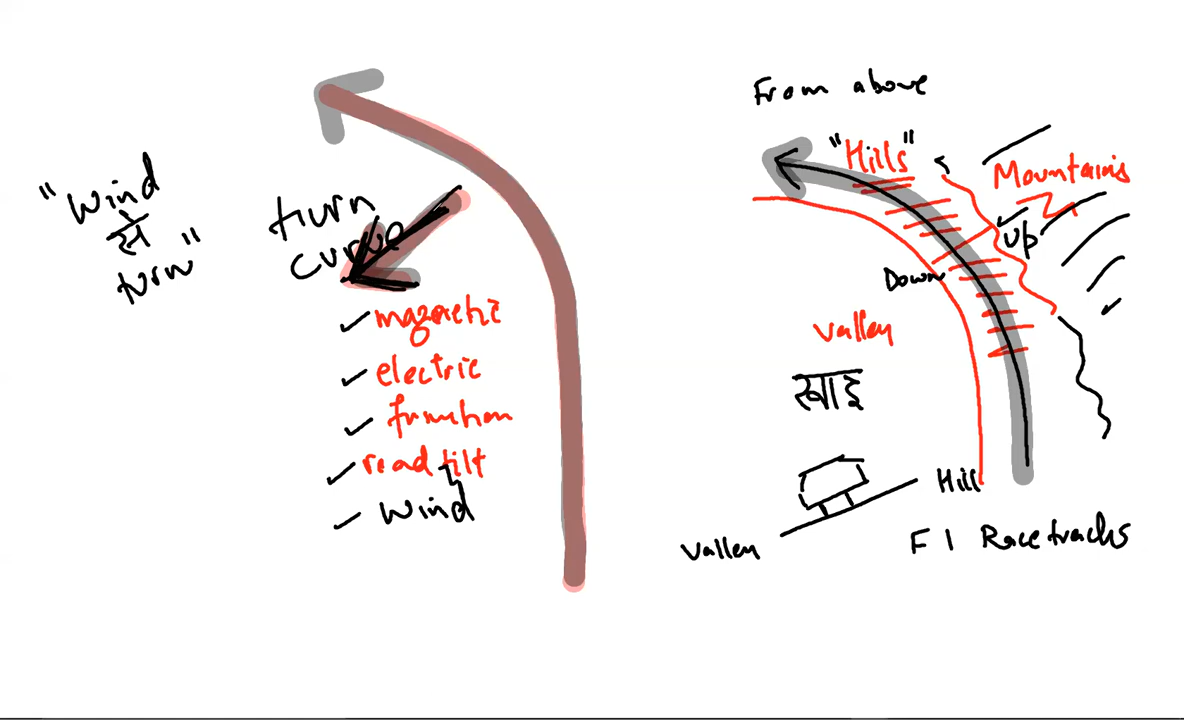 "Wind
से
turn"
turn
curve
magnetic
electric
road tilt
Wind
From above
"Hills"
Mountains
up
Down
valley
खाइ
Hill
valley
F1 Racetracks